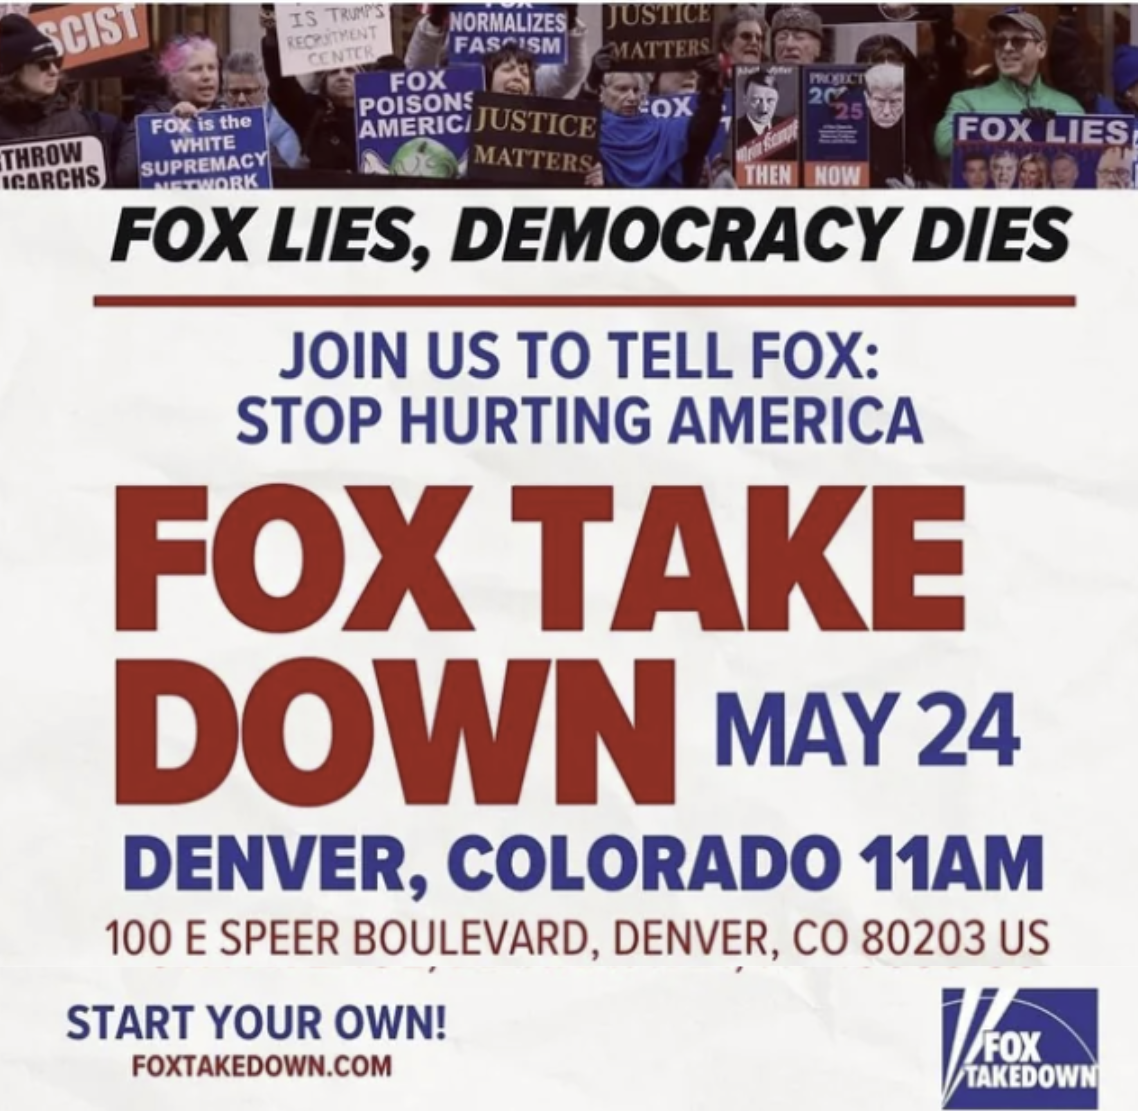 SCIST
IS TRUMP'S
RECRUITMENT
CENTER
NORMALIZES
FASCISM
JUSTICE
MATTERS
FOX
POISONS
AMERICA
JUSTICE
MATTERS
FOX
FOX is the
WHITE
SUPREMACY
NETWORK
THROW
IGARCHS
THEN
PROJECT
2025
NOW
FOX LIES
FOX LIES, DEMOCRACY DIES
JOIN US TO TELL FOX:
STOP HURTING AMERICA
FOX TAKE
DOWN MAY 24
DENVER, COLORADO 11AM
100 E SPEER BOULEVARD, DENVER, CO 80203 US
START YOUR OWN!
FOXTAKEDOWN.COM
FOX
TAKEDOWN